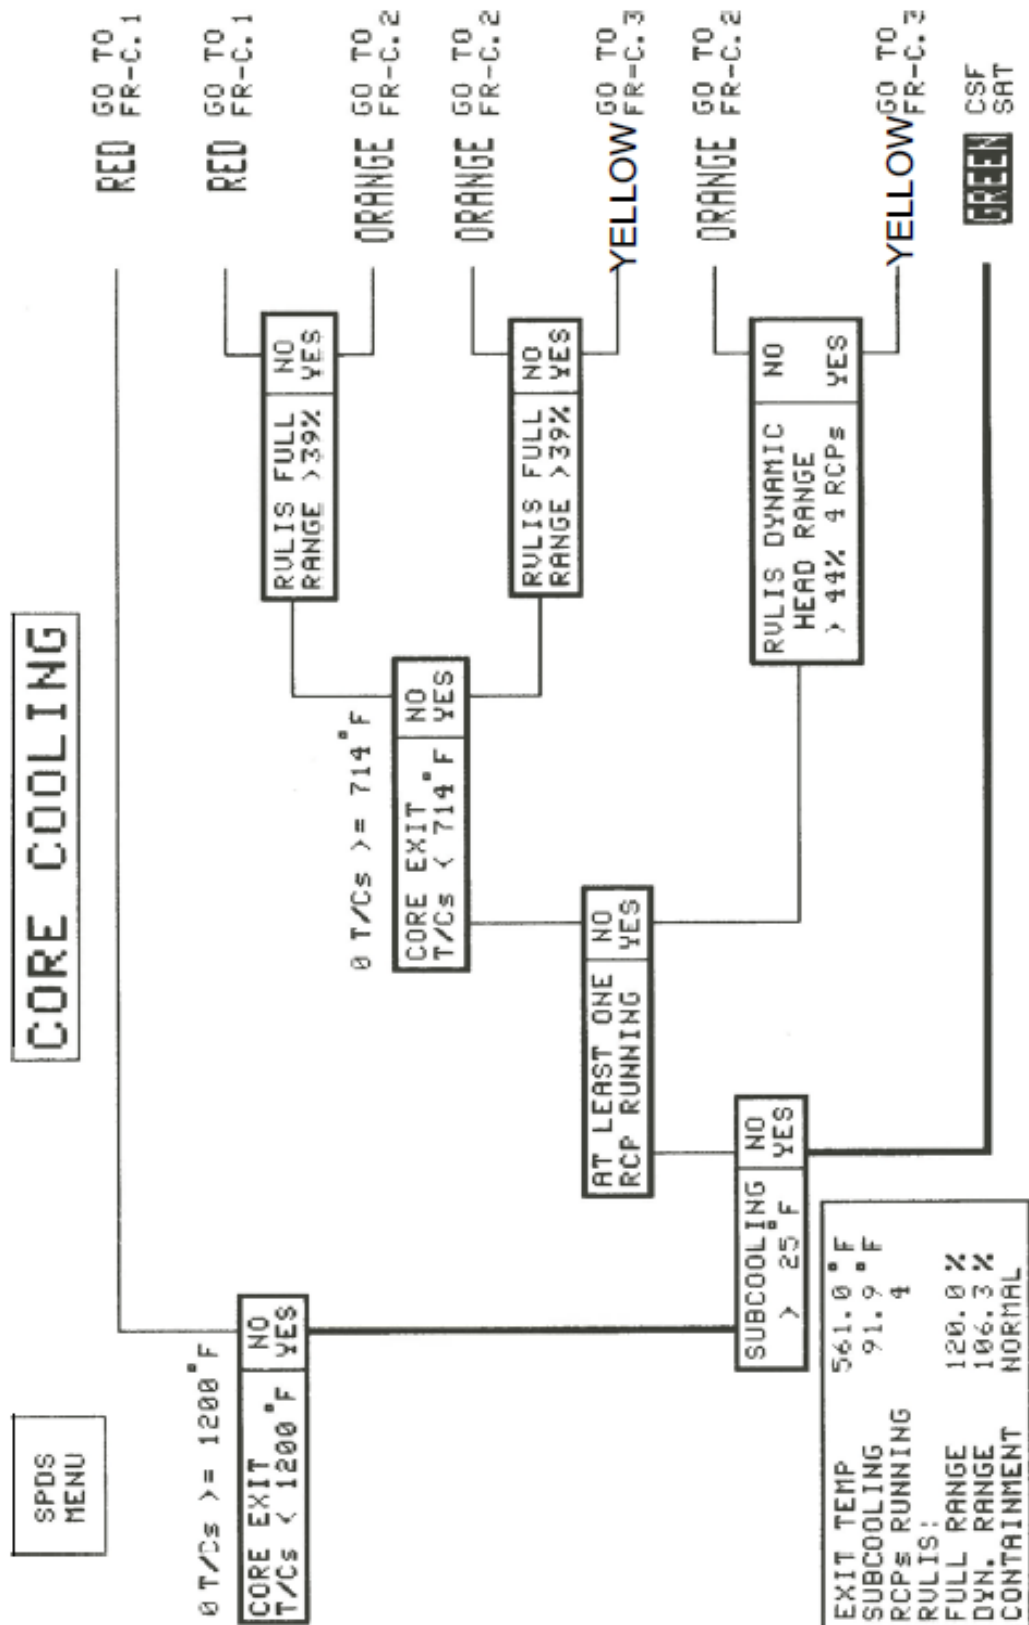 SPDS
MENU
CORE COOLING
0 T/Cs >= 1200°F
CORE EXIT
T/Cs < 1200°F
NO
YES
SUBCOOLING
> 25°F
NO
YES
AT LEAST ONE
RCP RUNNING
NO
YES
0 T/Cs >= 714°F
CORE EXIT
T/Cs < 714°F
NO
YES
RVLIS FULL
RANGE >39%
NO
YES
RVLIS FULL
RANGE >39%
NO
YES
RVLIS DYNAMIC
HEAD RANGE
> 44% 4 RCPs
NO
YES
RED GO TO
FR-C.1
RED GO TO
FR-C.1
ORANGE GO TO
FR-C.2
ORANGE GO TO
FR-C.2
YELLOW GO TO
FR=C.3
ORANGE GO TO
FR-C.2
YELLOW GO TO
FR-C.3
GREEN CSF
SAT
EXIT TEMP 561.0°F
SUBCOOLING 91.9°F
RCPs RUNNING 4
RVLIS:
FULL RANGE 120.0%
DYN. RANGE 106.3%
CONTAINMENT NORMAL